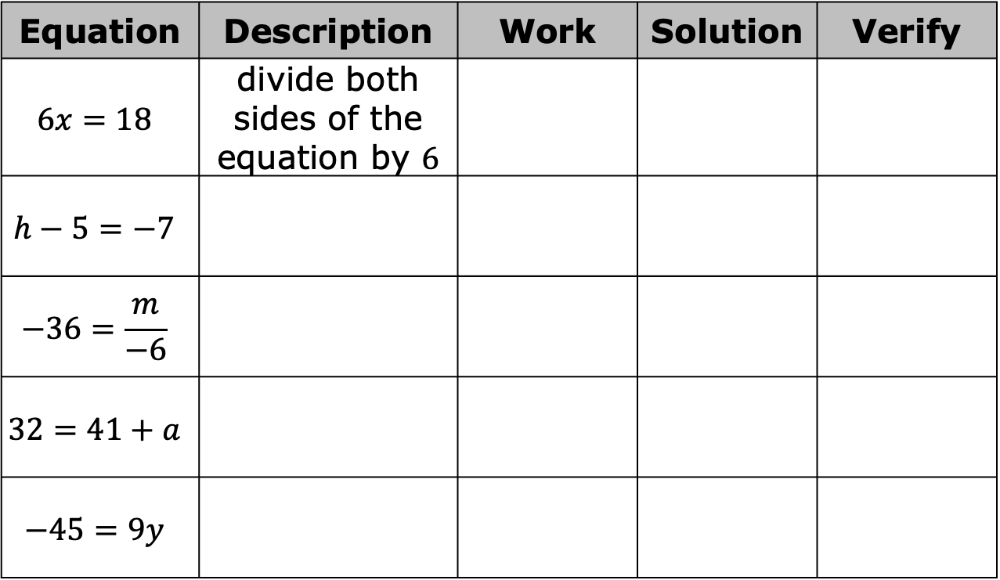 Equation Description Work Solution Verify
6x = 18
divide both
sides of the
equation by 6
h − 5 = −7
−36 = m/−6
32 = 41 + a
−45 = 9y